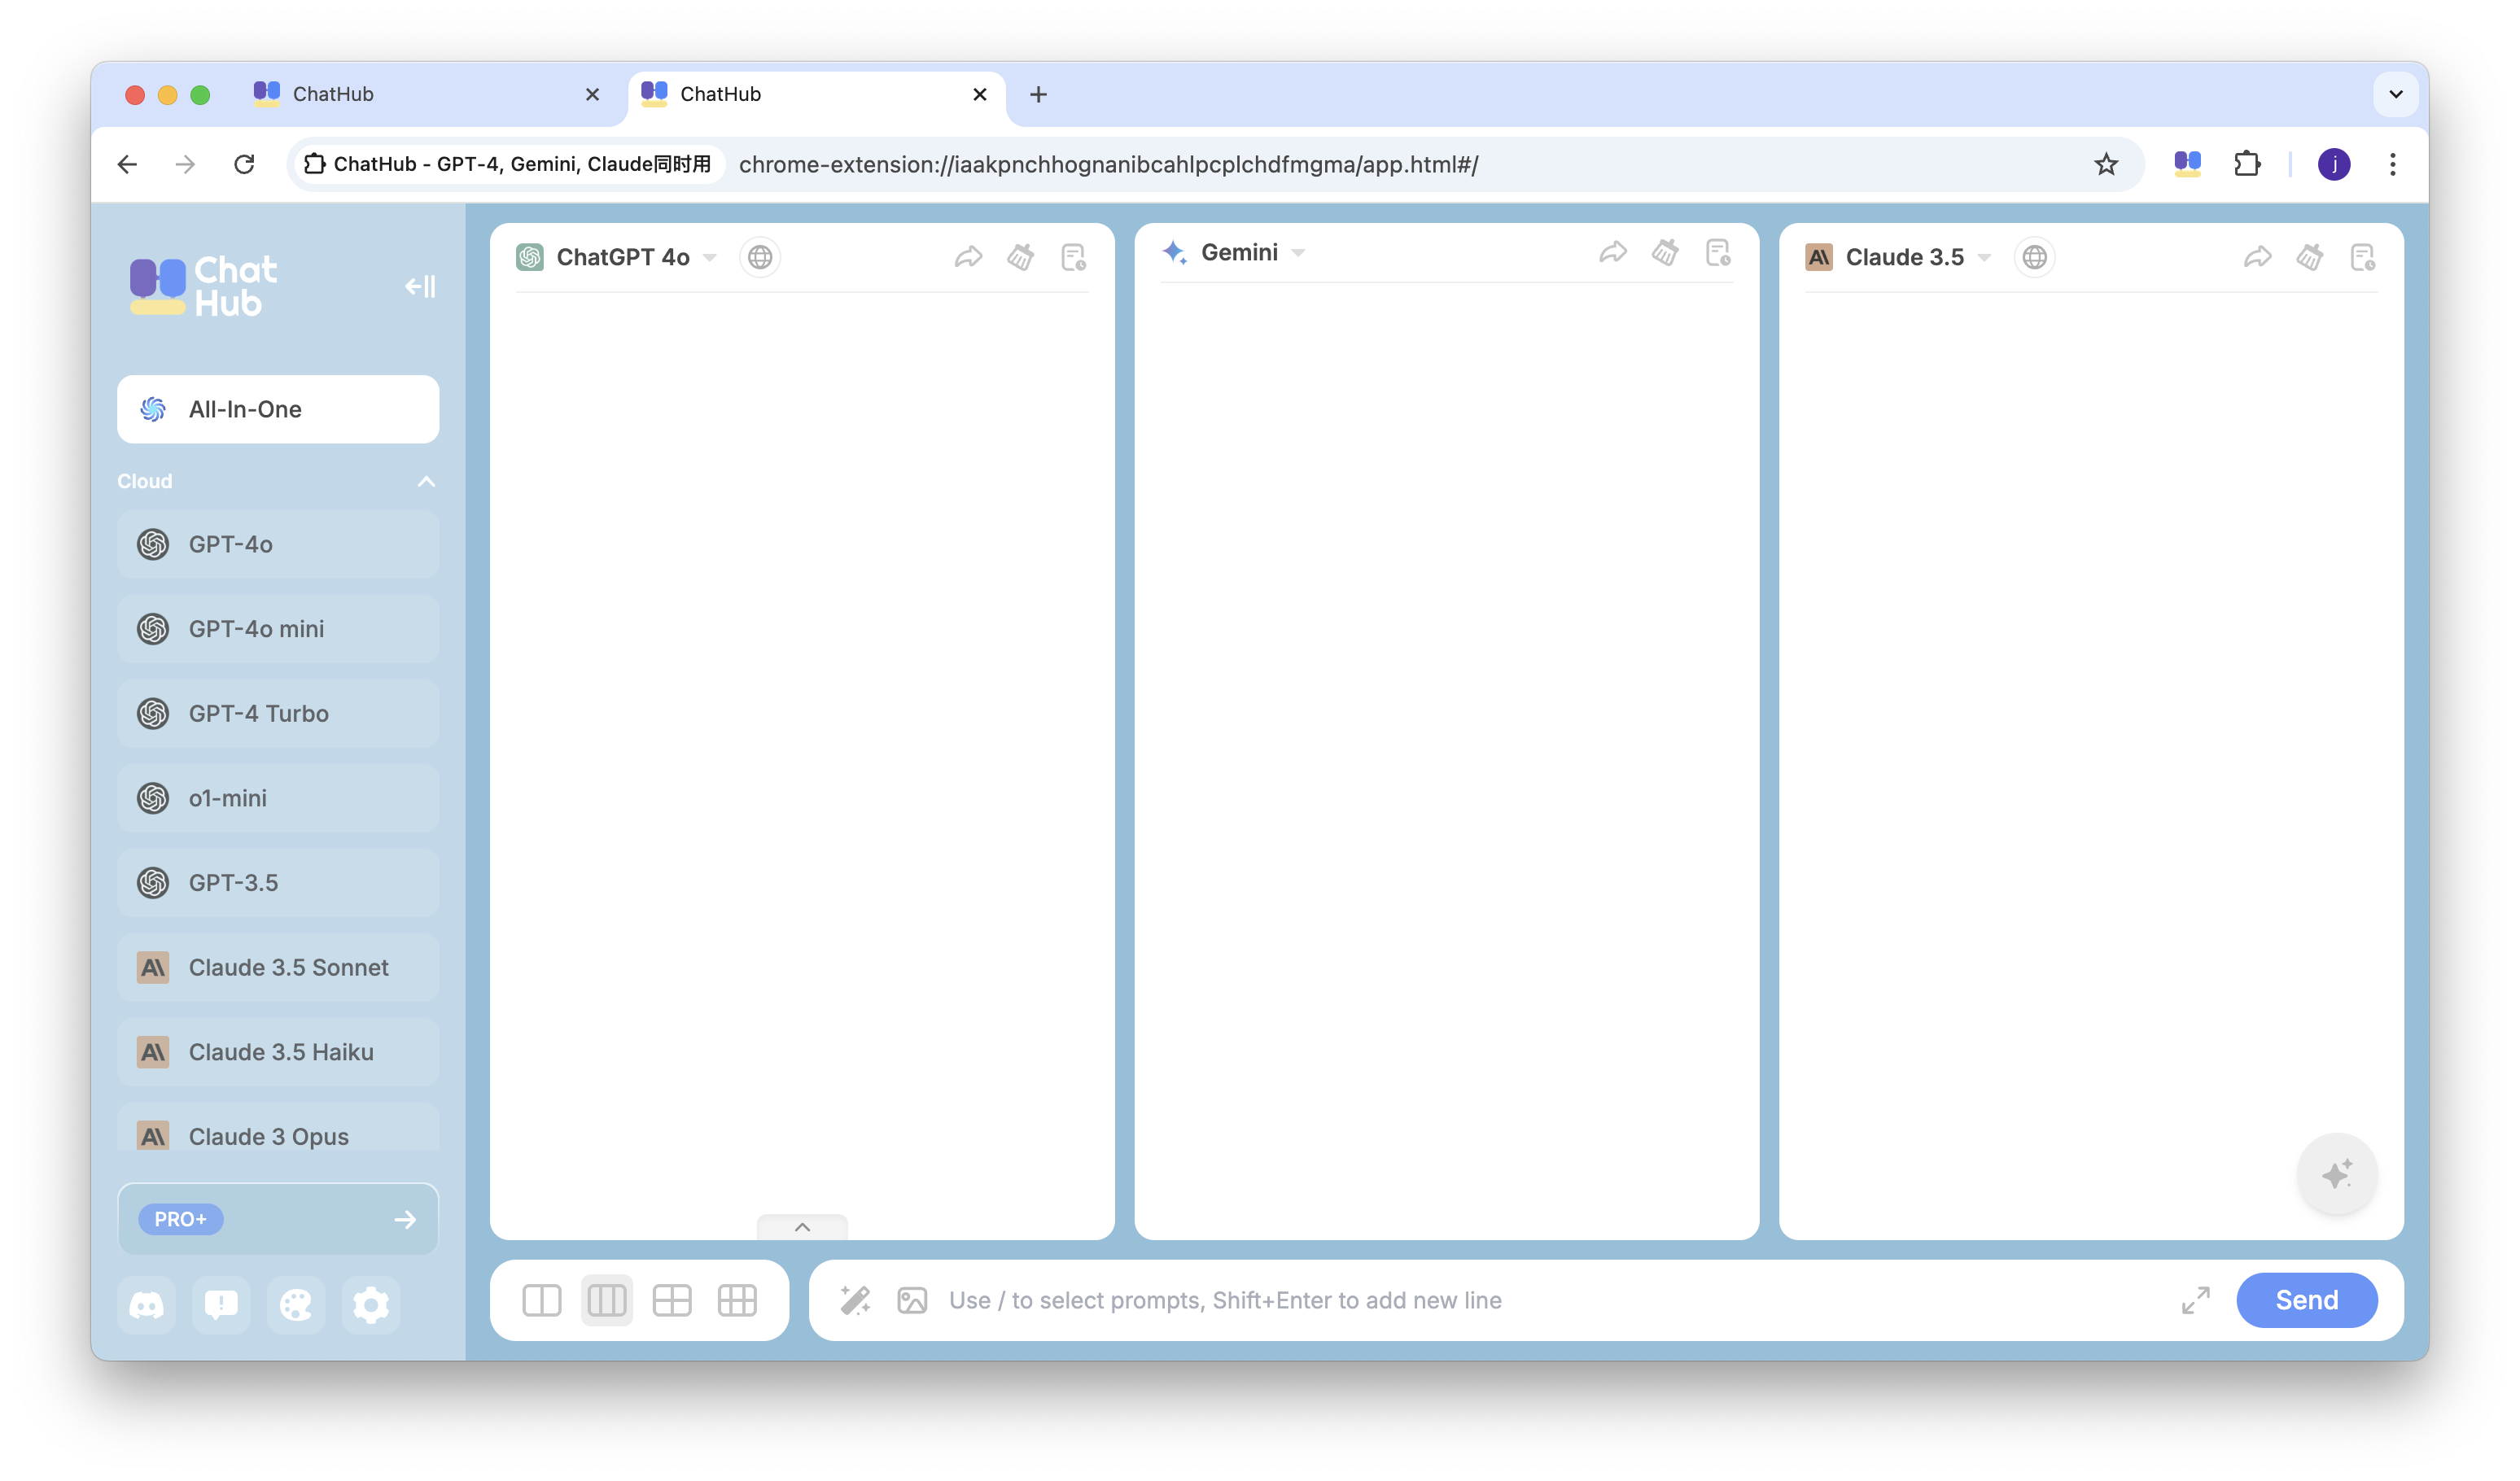 ChatHub
ChatHub
ChatHub - GPT-4, Gemini, Claude同时用
chrome-extension://iaakpnchhognanibcahlpcplchdfmgma/app.html#/
j
Chat
Hub
All-In-One
Cloud
GPT-4o
GPT-4o mini
GPT-4 Turbo
o1-mini
GPT-3.5
Claude 3.5 Sonnet
Claude 3.5 Haiku
Claude 3 Opus
PRO+
ChatGPT 4o
Gemini
Claude 3.5
Use / to select prompts, Shift+Enter to add new line
Send